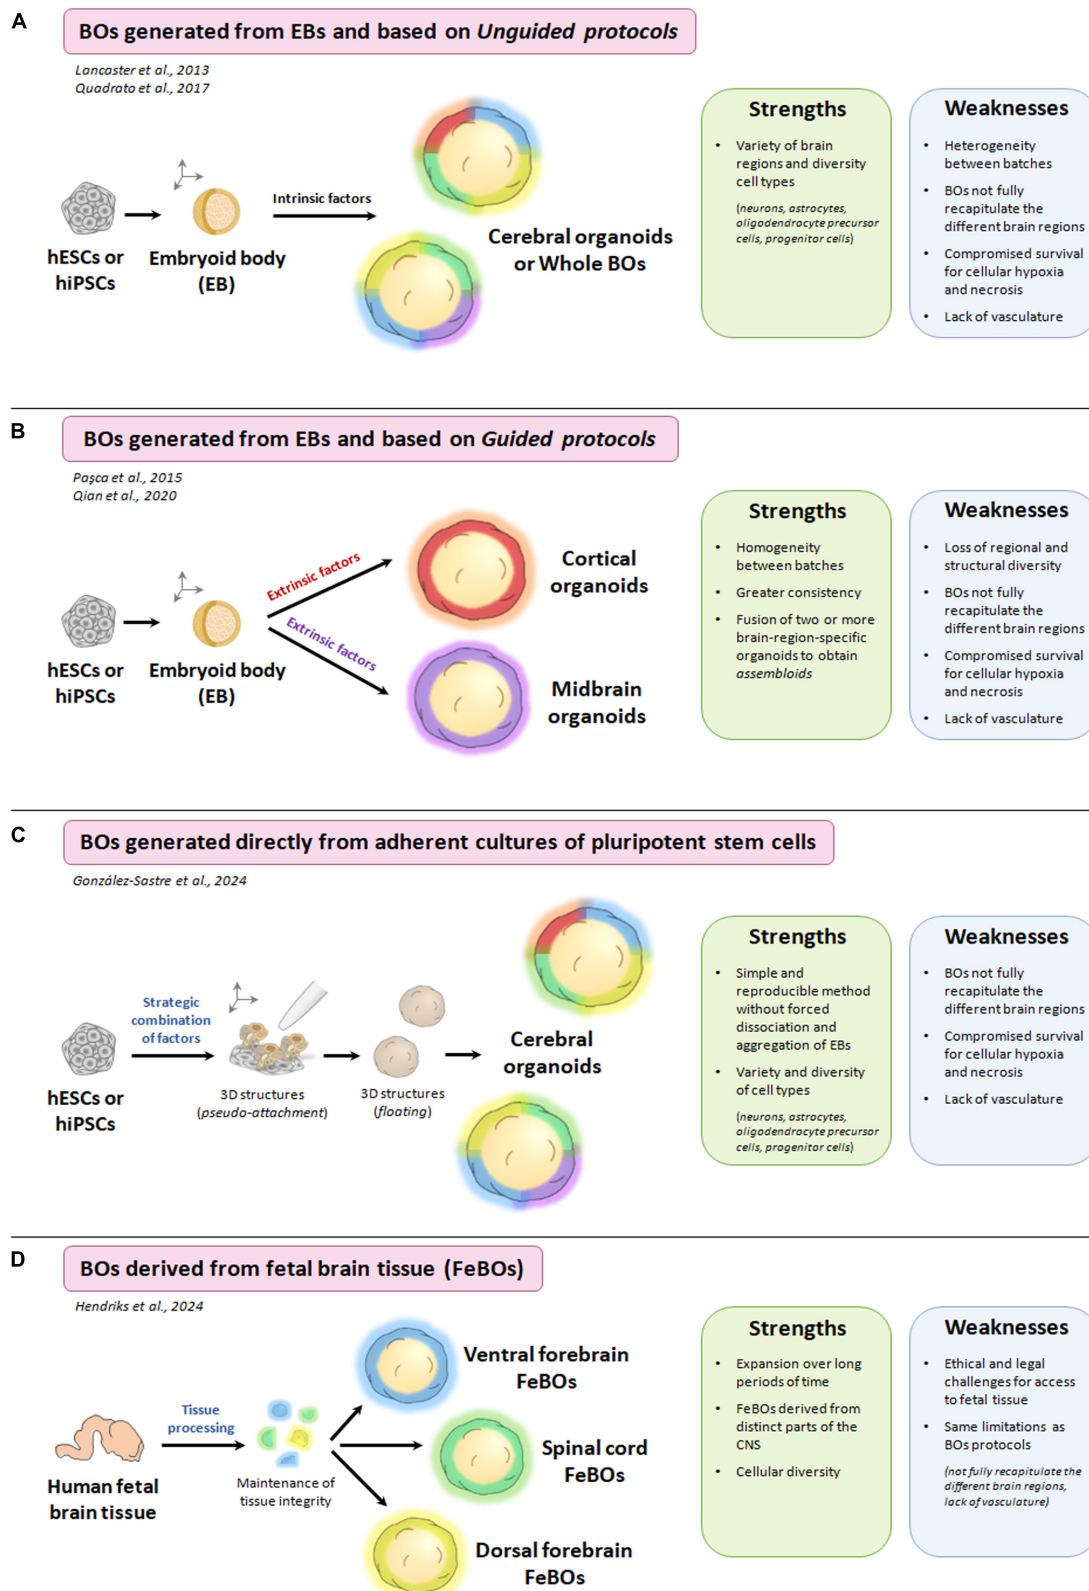 A
BOs generated from EBs and based on Unguided protocols
Lancaster et al., 2013
Quadrato et al., 2017
hESCs or
hiPSCs
Embryoid body
(EB)
Intrinsic factors
Cerebral organoids
or Whole BOs
Strengths
• Variety of brain
regions and diversity
cell types
(neurons, astrocytes,
oligodendrocyte precursor
cells, progenitor cells)
Weaknesses
• Heterogeneity
between batches
• BOs not fully
recapitulate the
different brain regions
• Compromised survival
for cellular hypoxia
and necrosis
• Lack of vasculature
B
BOs generated from EBs and based on Guided protocols
Paşca et al., 2015
Qian et al., 2020
hESCs or
hiPSCs
Embryoid body
(EB)
Extrinsic factors
Extrinsic factors
Cortical
organoids
Midbrain
organoids
Strengths
• Homogeneity
between batches
• Greater consistency
• Fusion of two or more
brain-region-specific
organoids to obtain
assembloids
Weaknesses
• Loss of regional and
structural diversity
• BOs not fully
recapitulate the
different brain regions
• Compromised survival
for cellular hypoxia
and necrosis
• Lack of vasculature
C
BOs generated directly from adherent cultures of pluripotent stem cells
González-Sastre et al., 2024
hESCs or
hiPSCs
Strategic
combination
of factors
3D structures
(pseudo-attachment)
3D structures
(floating)
Cerebral
organoids
Strengths
• Simple and
reproducible method
without forced
dissociation and
aggregation of EBs
• Variety and diversity
of cell types
(neurons, astrocytes,
oligodendrocyte precursor
cells, progenitor cells)
Weaknesses
• BOs not fully
recapitulate the
different brain regions
• Compromised survival
for cellular hypoxia
and necrosis
• Lack of vasculature
D
BOs derived from fetal brain tissue (FeBOs)
Hendriks et al., 2024
Human fetal
brain tissue
Tissue
processing
Maintenance of
tissue integrity
Ventral forebrain
FeBOs
Spinal cord
FeBOs
Dorsal forebrain
FeBOs
Strengths
• Expansion over long
periods of time
• FeBOs derived from
distinct parts of the
CNS
• Cellular diversity
Weaknesses
• Ethical and legal
challenges for access
to fetal tissue
• Same limitations as
BOs protocols
(not fully recapitulate the
different brain regions,
lack of vasculature)